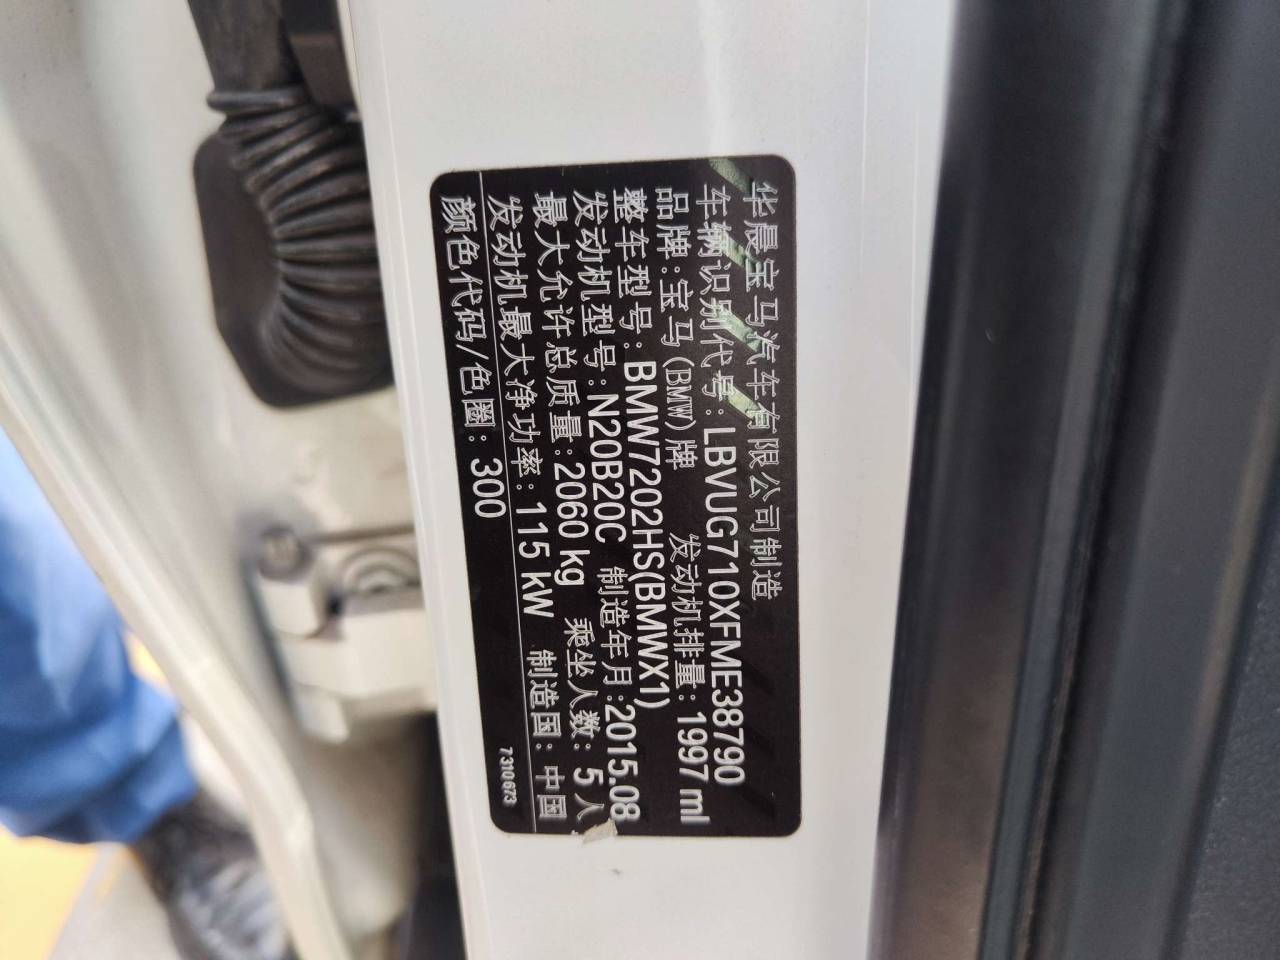 华晨宝马汽车有限公司制造
车辆识别代号:LBVUG710XFME38790
品牌:宝马(BMW)牌 发动机排量:1997 ml
整车型号:BMW7202HS(BMWX1)
发动机型号:N20B20C 制造年月:2015.08
最大允许总质量:2060 kg 乘坐人数:5人
发动机最大净功率:115 kW 制造国:中国
颜色代码/色圈:300 7310673